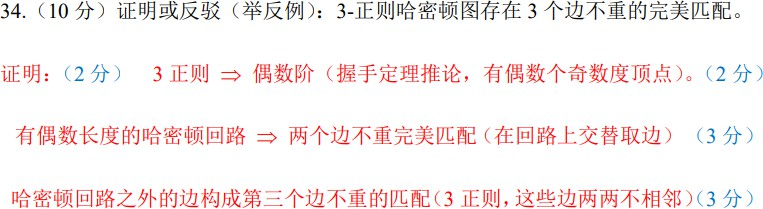 34.（10 分）证明或反驳（举反例）：3-正则哈密顿图存在 3 个边不重的完美匹配。
证明：（2 分） 3 正则 ⇒ 偶数阶（握手定理推论，有偶数个奇数度顶点）。（2 分）
有偶数长度的哈密顿回路 ⇒ 两个边不重完美匹配（在回路上交替取边）（3 分）
哈密顿回路之外的边构成第三个边不重的匹配（3 正则，这些边两两不相邻）（3 分）